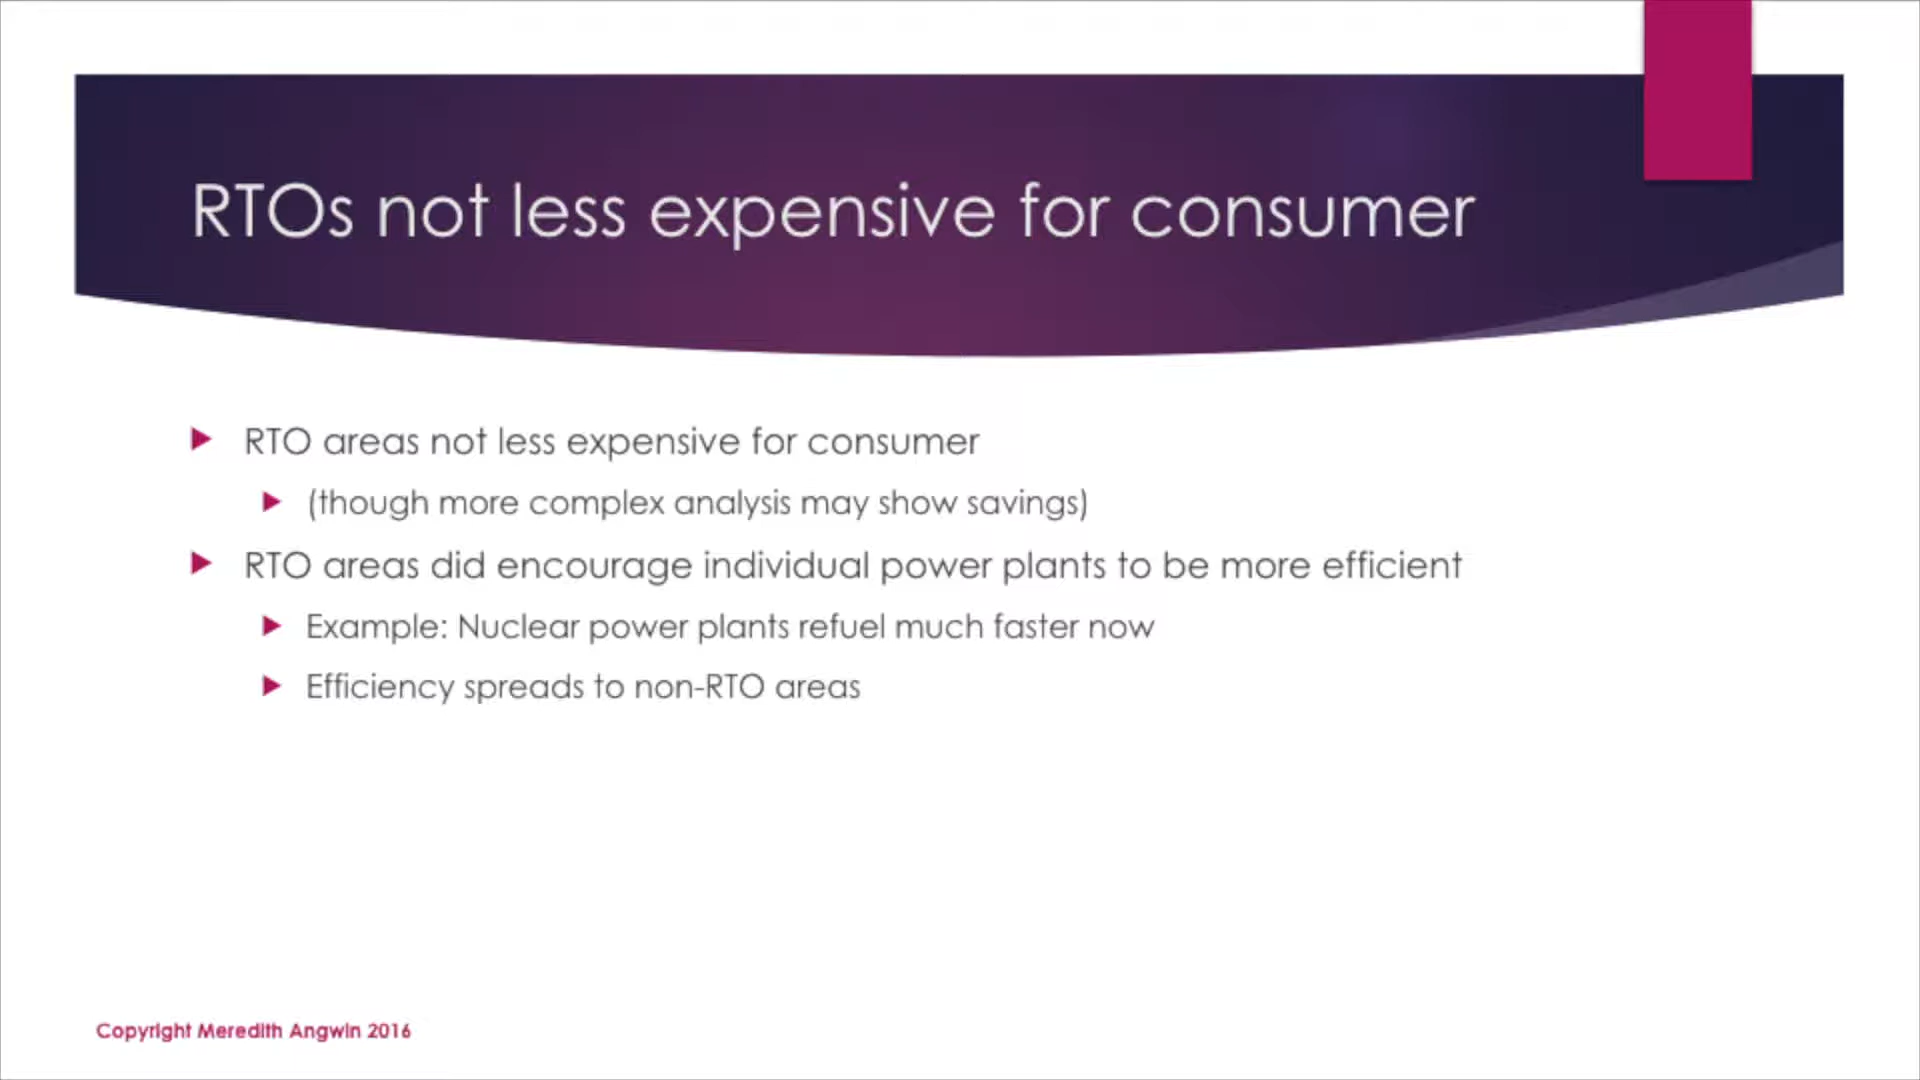 RTOs not less expensive for consumer
RTO areas not less expensive for consumer
(though more complex analysis may show savings)
RTO areas did encourage individual power plants to be more efficient
Example: Nuclear power plants refuel much faster now
Efficiency spreads to non-RTO areas
Copyright Meredith Angwin 2016